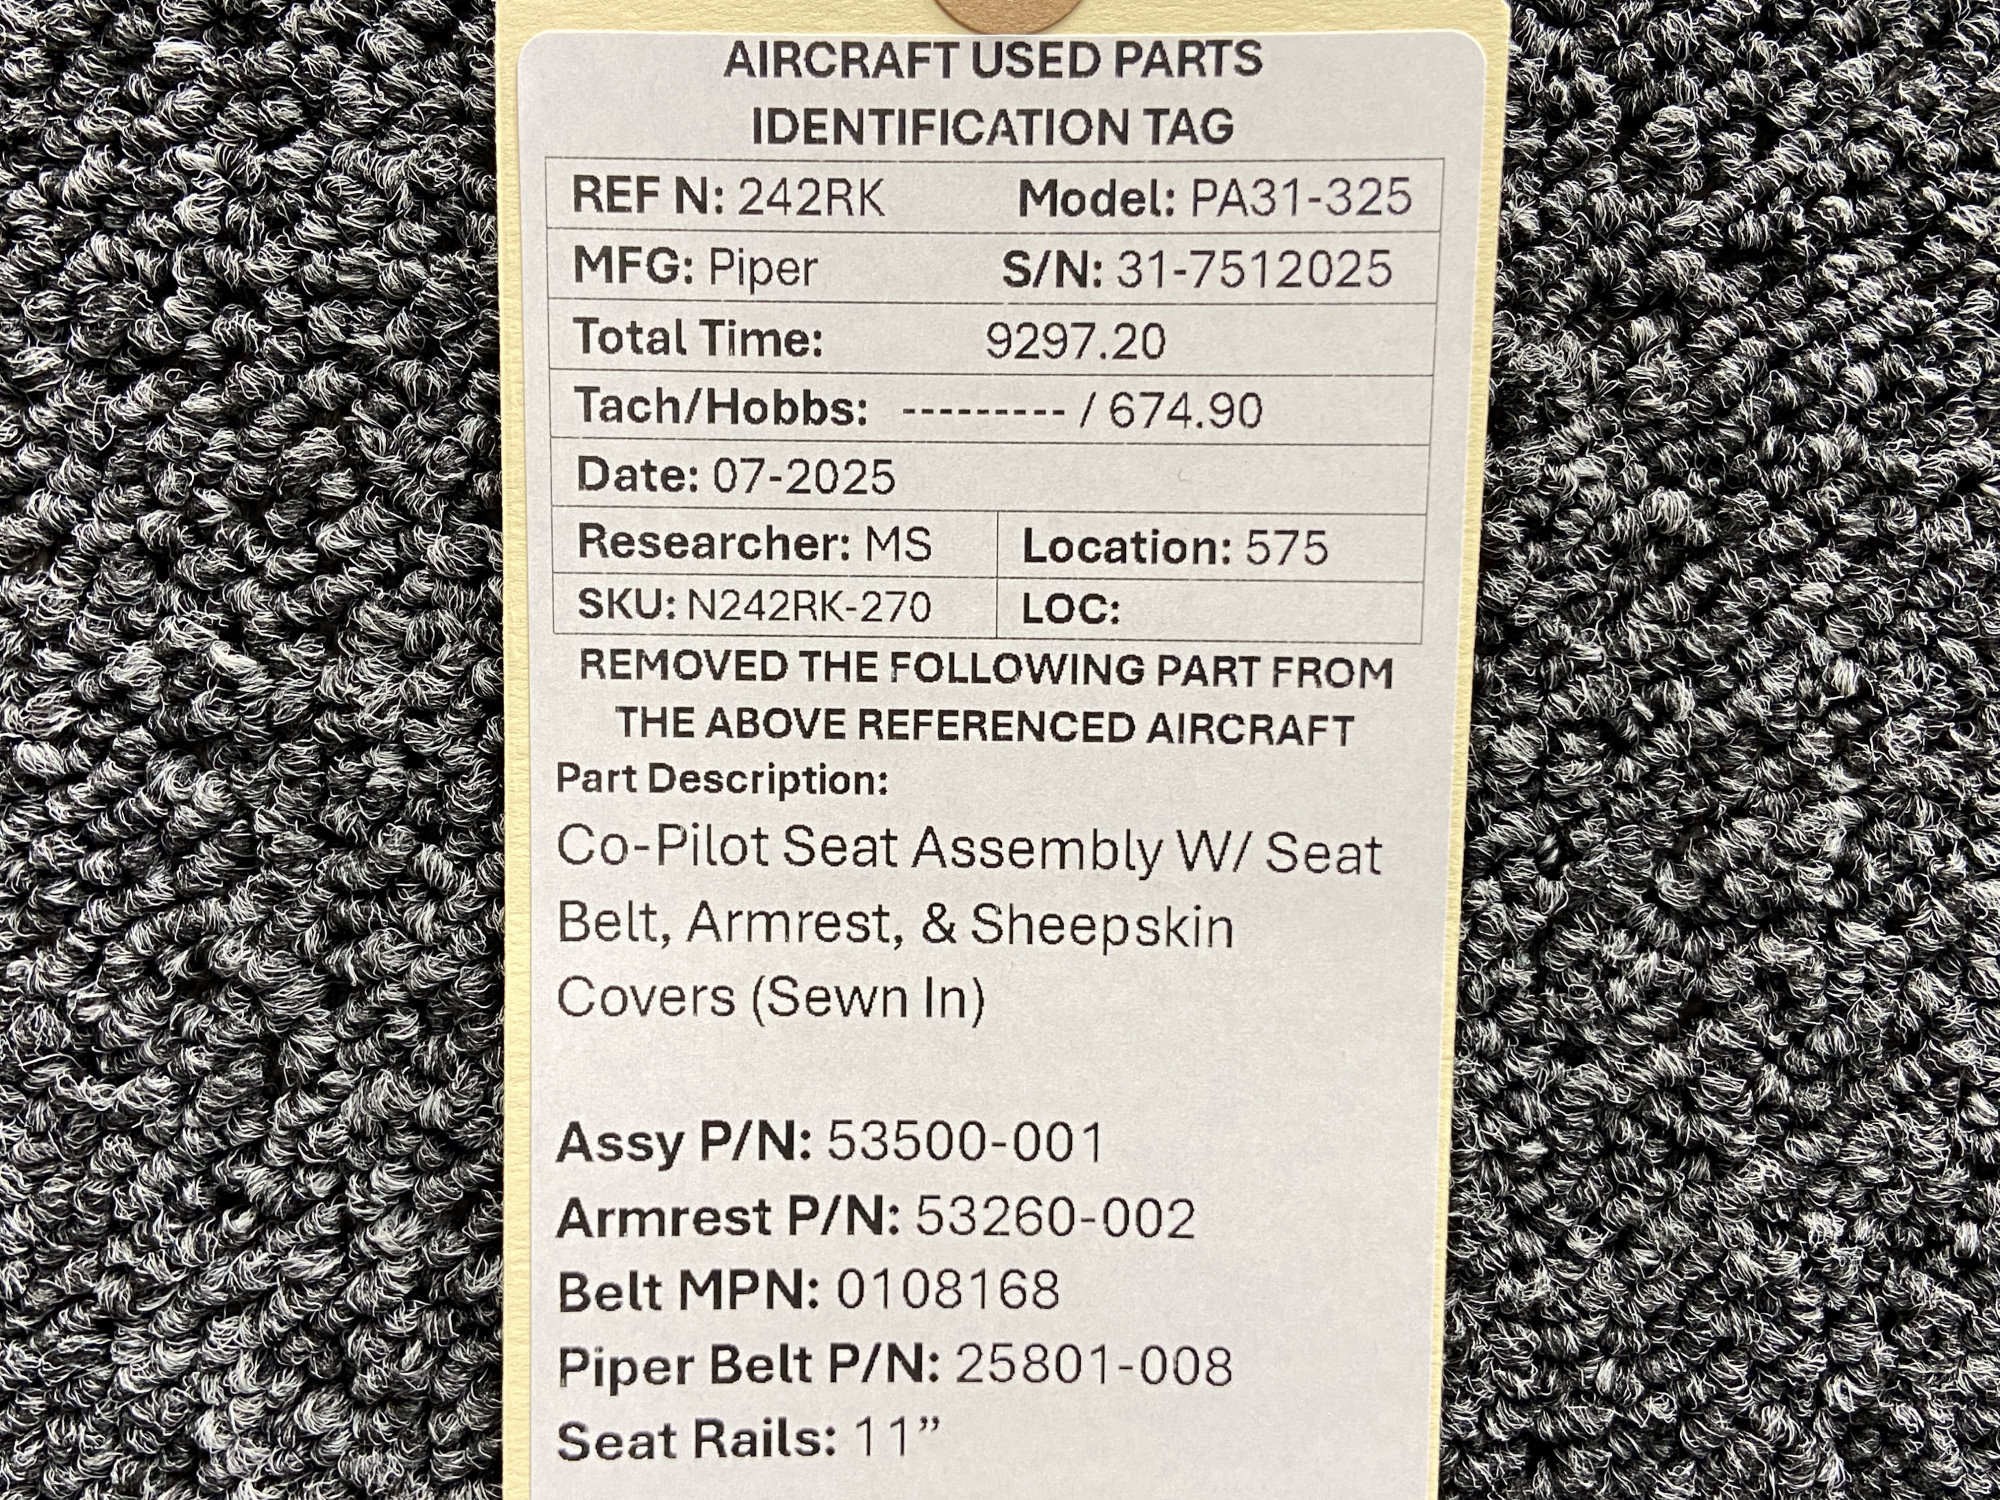 AIRCRAFT USED PARTS
IDENTIFICATION TAG
REF N: 242RK Model: PA31-325
MFG: Piper S/N: 31-7512025
Total Time: 9297.20
Tach/Hobbs: --------- / 674.90
Date: 07-2025
Researcher: MS Location: 575
SKU: N242RK-270 LOC:
REMOVED THE FOLLOWING PART FROM
THE ABOVE REFERENCED AIRCRAFT
Part Description:
Co-Pilot Seat Assembly W/ Seat
Belt, Armrest, & Sheepskin
Covers (Sewn In)
Assy P/N: 53500-001
Armrest P/N: 53260-002
Belt MPN: 0108168
Piper Belt P/N: 25801-008
Seat Rails: 11”